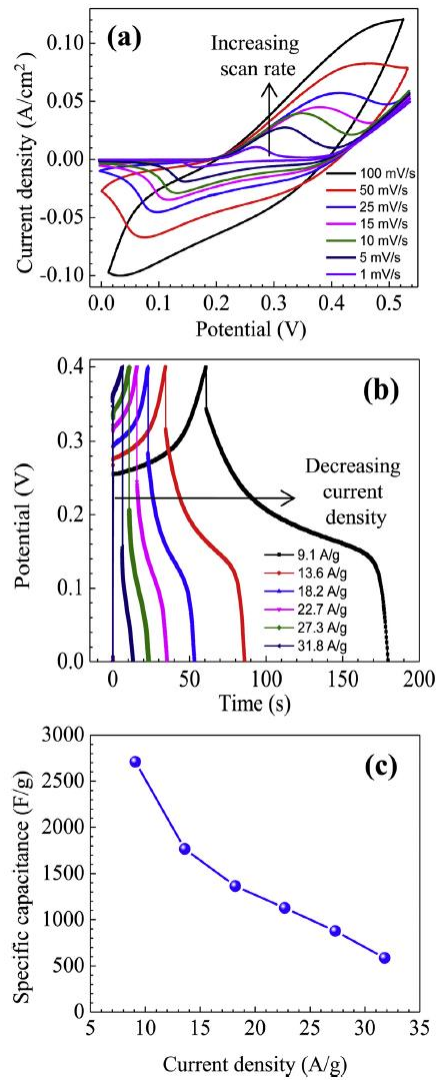 (a)
Increasing
scan rate
Current density (A/cm²)
0.10
0.05
0.00
-0.05
-0.10
100 mV/s
50 mV/s
25 mV/s
15 mV/s
10 mV/s
5 mV/s
1 mV/s
0.0 0.1 0.2 0.3 0.4 0.5
Potential (V)
(b)
Decreasing
current
density
Potential (V)
0.4
0.3
0.2
0.1
0.0
9.1 A/g
13.6 A/g
18.2 A/g
22.7 A/g
27.3 A/g
31.8 A/g
0 50 100 150 200
Time (s)
(c)
Specific capacitance (F/g)
3000
2500
2000
1500
1000
500
0
5 10 15 20 25 30 35
Current density (A/g)